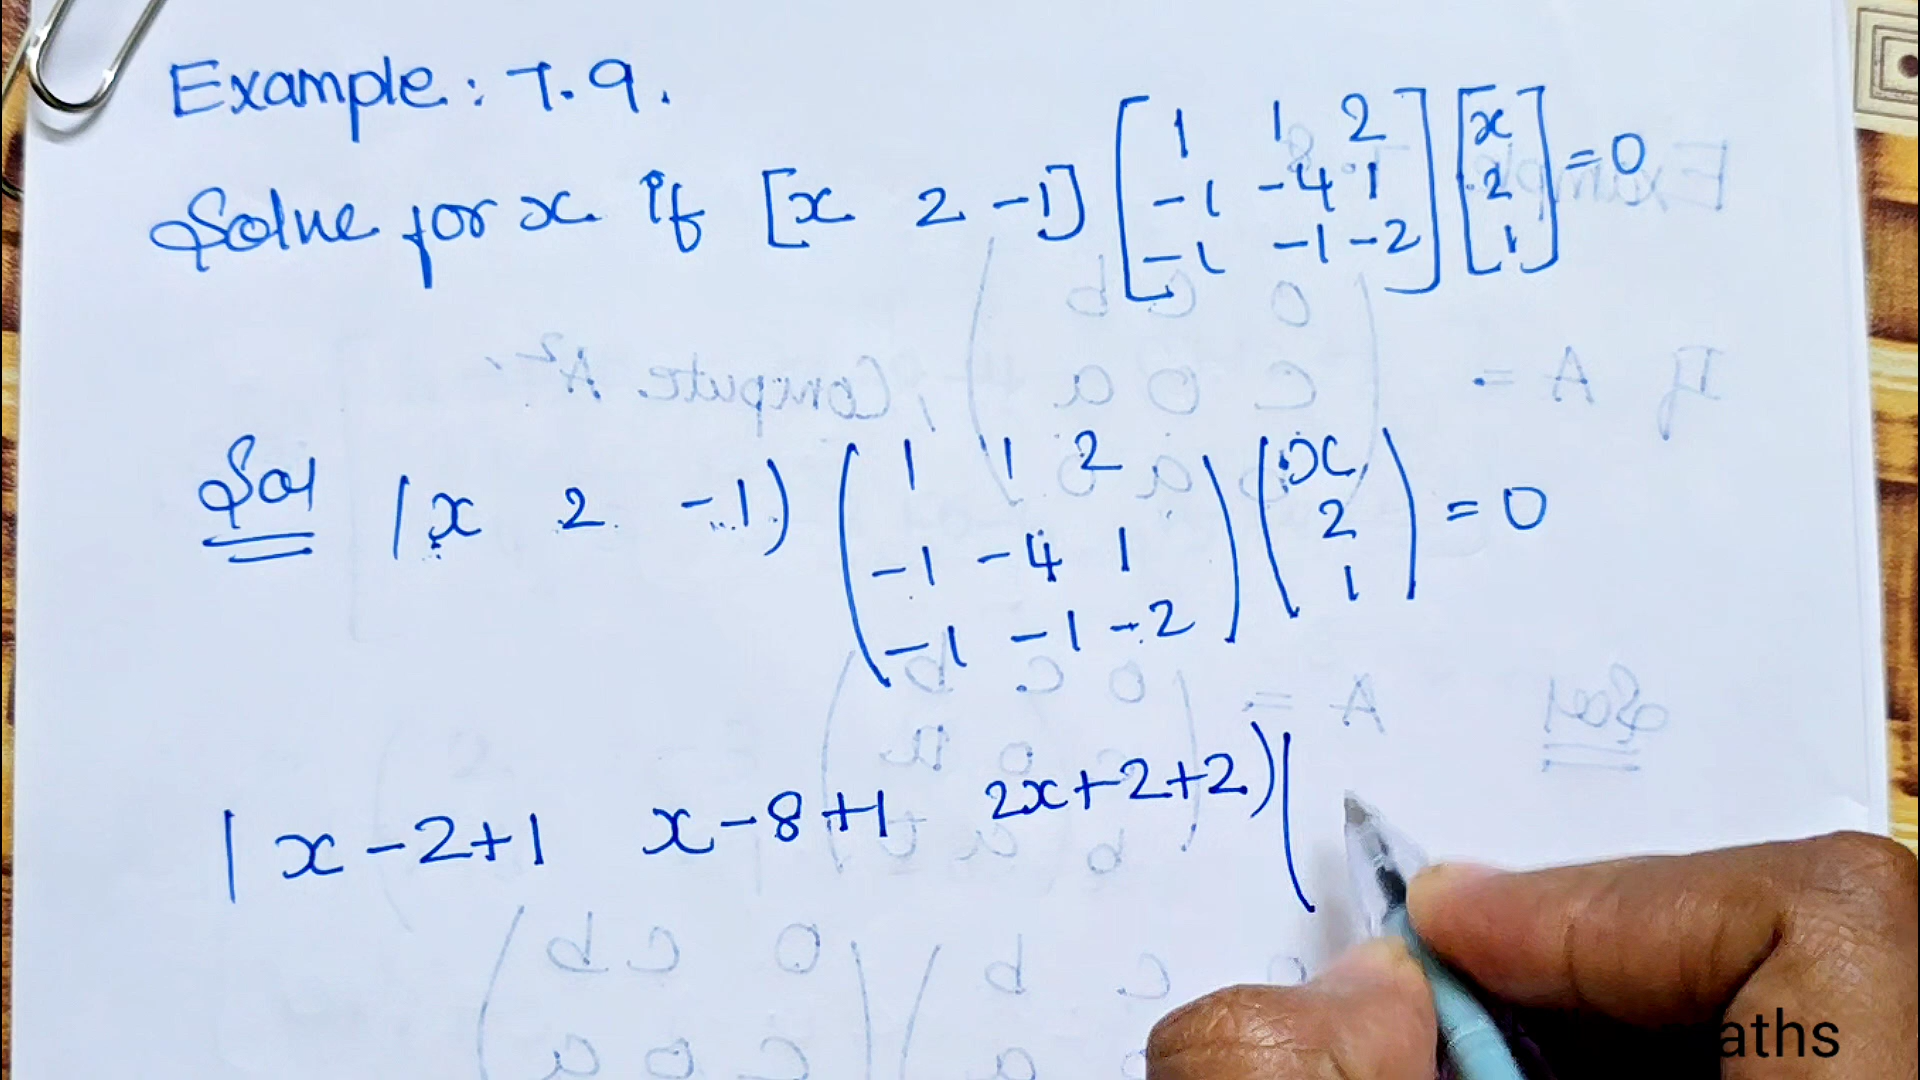 Example: 7.9.
Solve for x if [x 2 -1] [1 1 2 -1 -4 1 -1 -1 -2] [x 2 1] = 0
Sol (x 2 -1) (1 1 2 -1 -4 1 -1 -1 -2) (x 2 1) = 0
(x-2+1 x-8+1 2x+2+2) (
aths